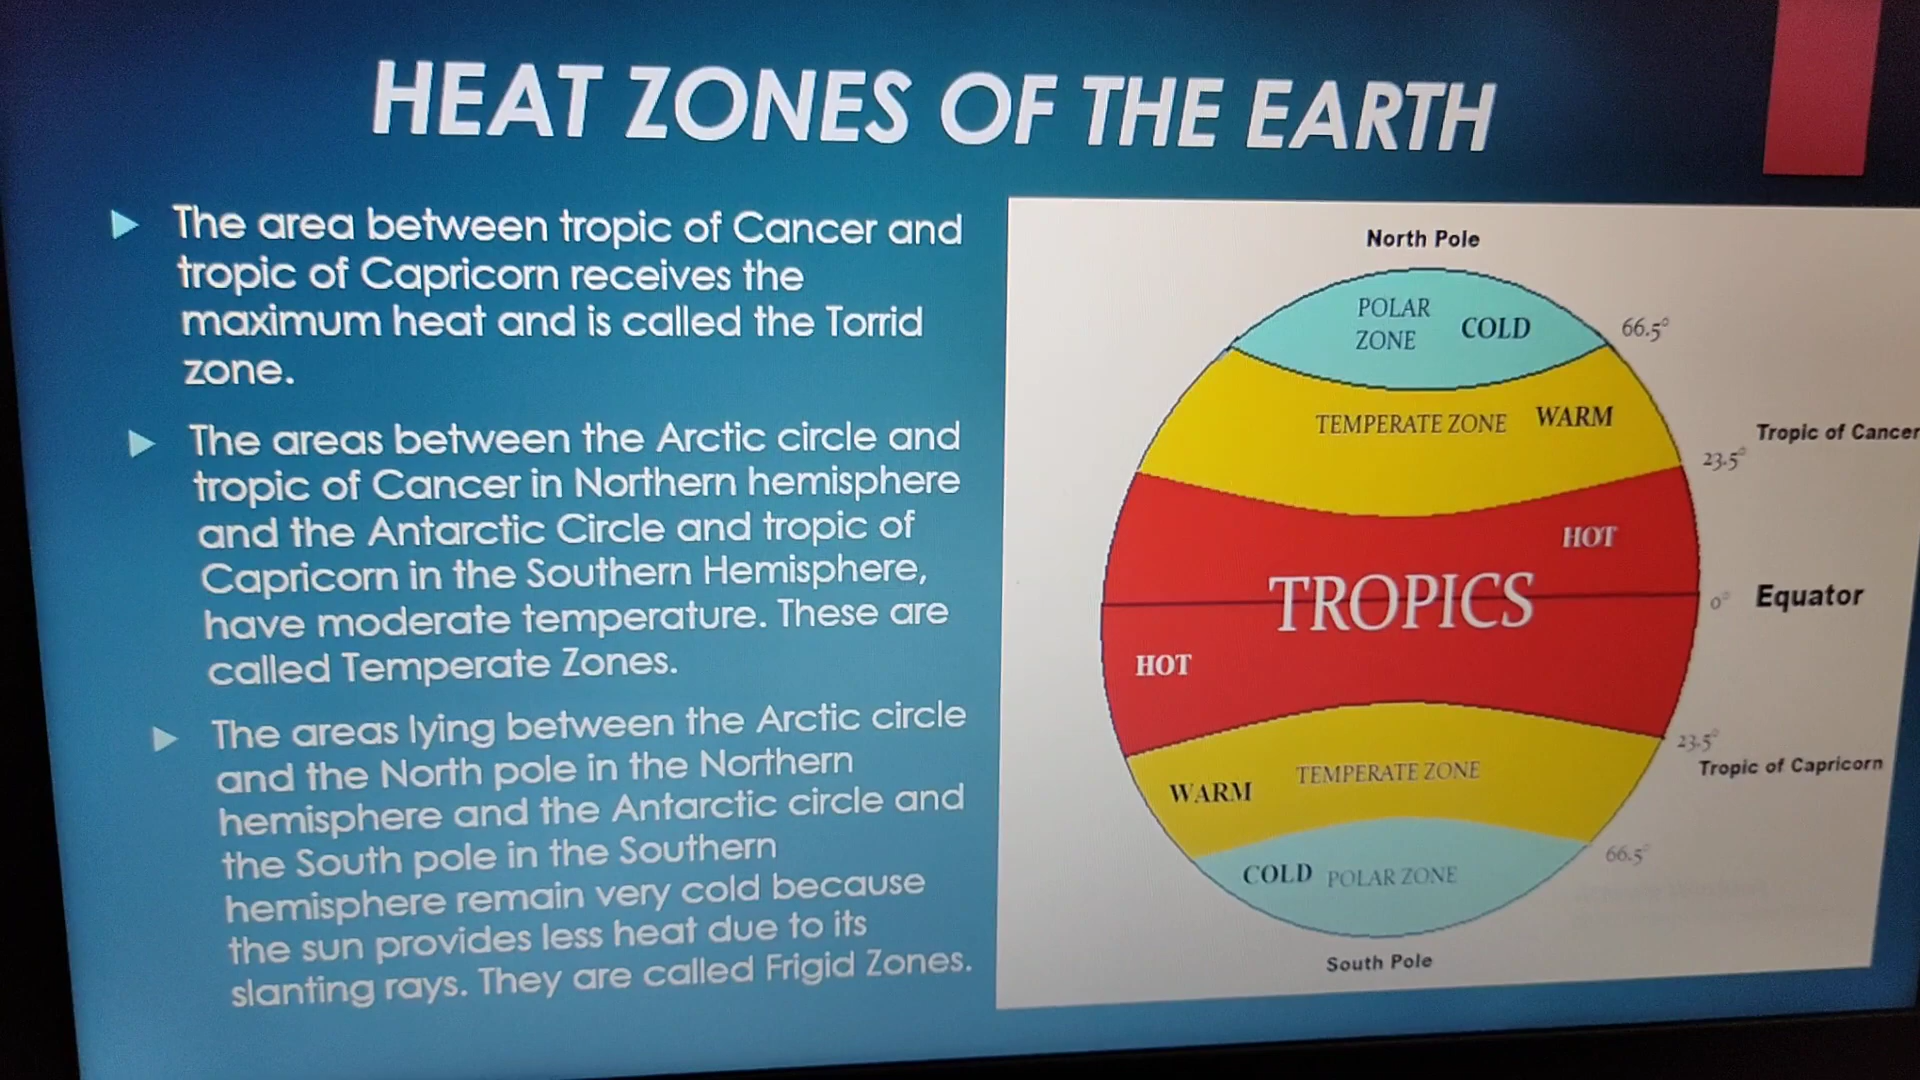 HEAT ZONES OF THE EARTH
The area between tropic of Cancer and
tropic of Capricorn receives the
maximum heat and is called the Torrid
zone.
The areas between the Arctic circle and
tropic of Cancer in Northern hemisphere
and the Antarctic Circle and tropic of
Capricorn in the Southern Hemisphere,
have moderate temperature. These are
called Temperate Zones.
The areas lying between the Arctic circle
and the North pole in the Northern
hemisphere and the Antarctic circle and
the South pole in the Southern
hemisphere remain very cold because
the sun provides less heat due to its
slanting rays. They are called Frigid Zones.
North Pole
POLAR
ZONE
COLD
66.5°
TEMPERATE ZONE WARM
Tropic of Cancer
23.5°
HOT
TROPICS
0° Equator
HOT
23.5°
Tropic of Capricorn
WARM TEMPERATE ZONE
66.5°
COLD POLAR ZONE
South Pole